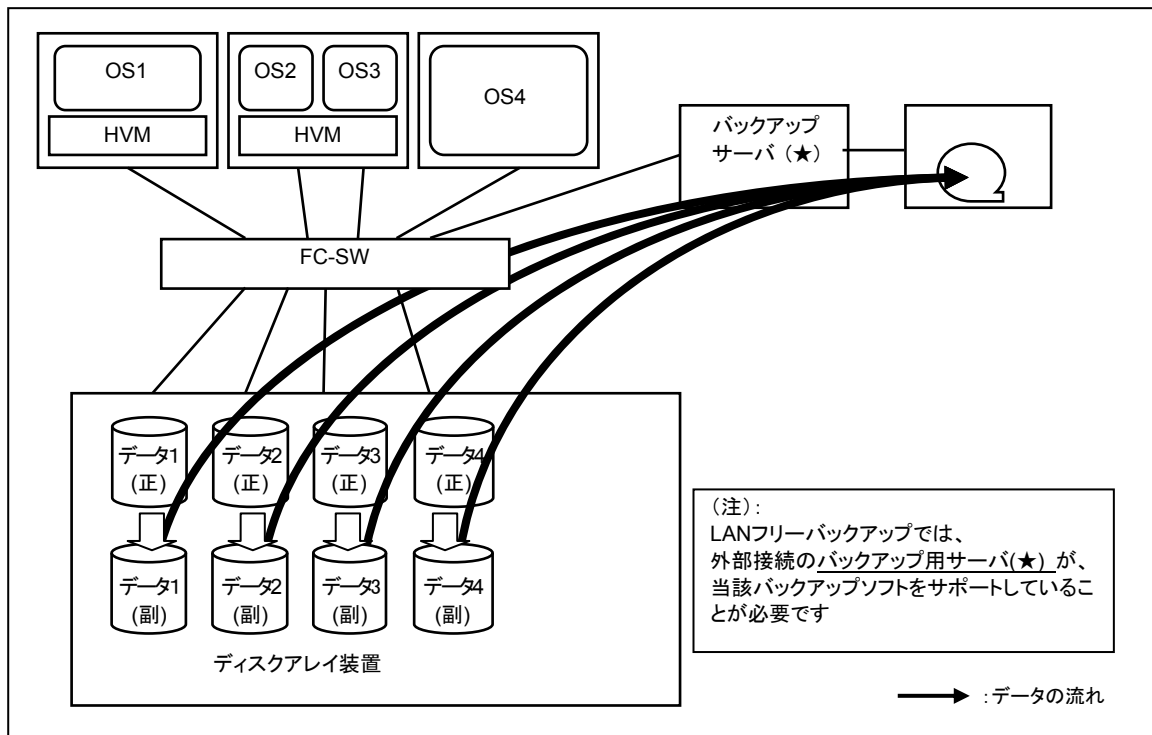 OS1
OS2
OS3
OS4
HVM
HVM
バックアップ
サーバ (★)
FC-SW
データ1
(正)
データ2
(正)
データ3
(正)
データ4
(正)
データ1
(副)
データ2
(副)
データ3
(副)
データ4
(副)
ディスクアレイ装置
(注):
LANフリーバックアップでは、
外部接続のバックアップ用サーバ(★) が、
当該バックアップソフトをサポートしているこ
とが必要です
:データの流れ